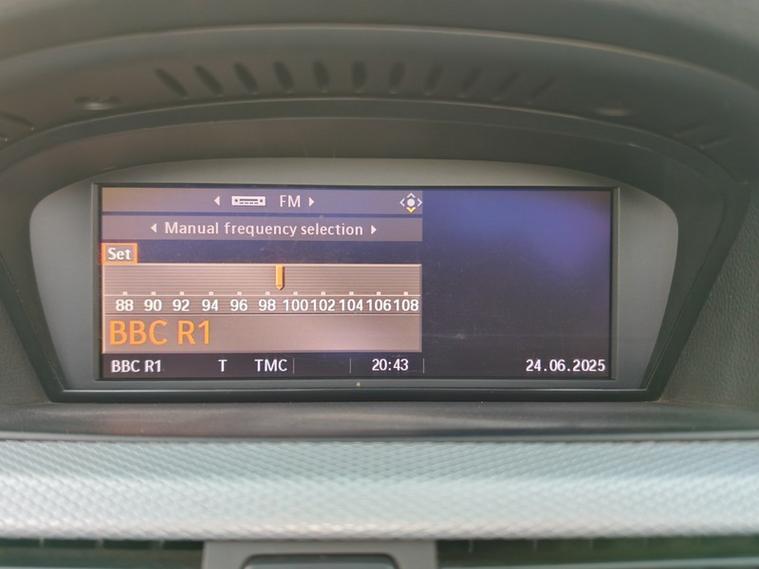 FM
Manual frequency selection
Set
88 90 92 94 96 98 100 102 104 106 108
BBC R1
BBC R1 T TMC 20:43 24.06.2025